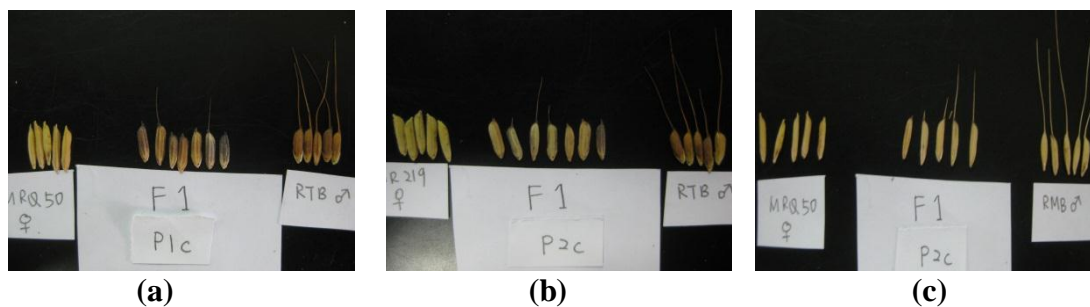 MRQ50
♀
F1
P1c
RTB ♂
R219
♀
F1
P2c
RTB ♂
MRQ50
♀
F1
P2c
RMB ♂
(a)
(b)
(c)